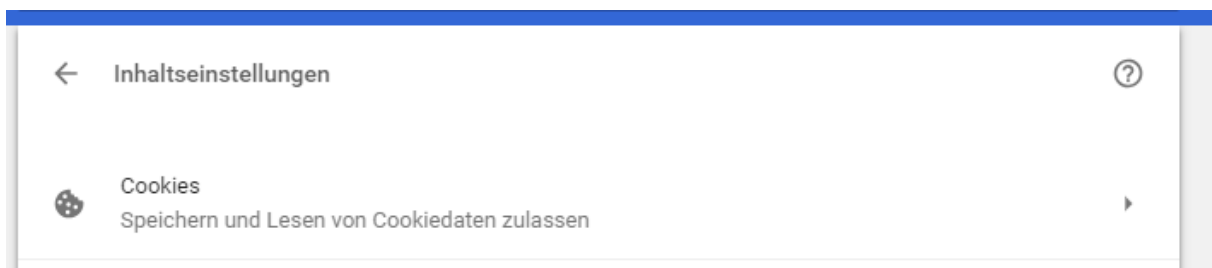 Inhaltseinstellungen
Cookies
Speichern und Lesen von Cookiedaten zulassen